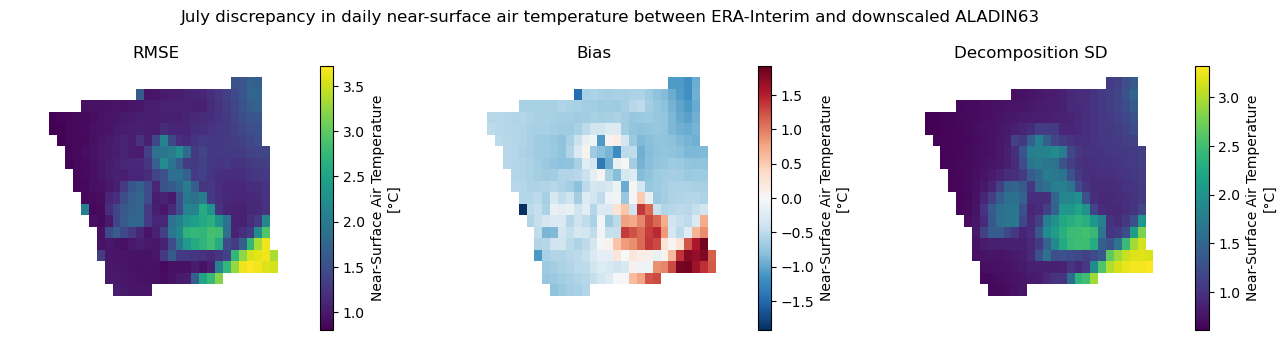 July discrepancy in daily near-surface air temperature between ERA-Interim and downscaled ALADIN63
RMSE
3.5
3.0
2.5
2.0
1.5
1.0
Near-Surface Air Temperature
[°C]
Bias
1.5
1.0
0.5
0.0
−0.5
−1.0
−1.5
Near-Surface Air Temperature
[°C]
Decomposition SD
3.0
2.5
2.0
1.5
1.0
Near-Surface Air Temperature
[°C]